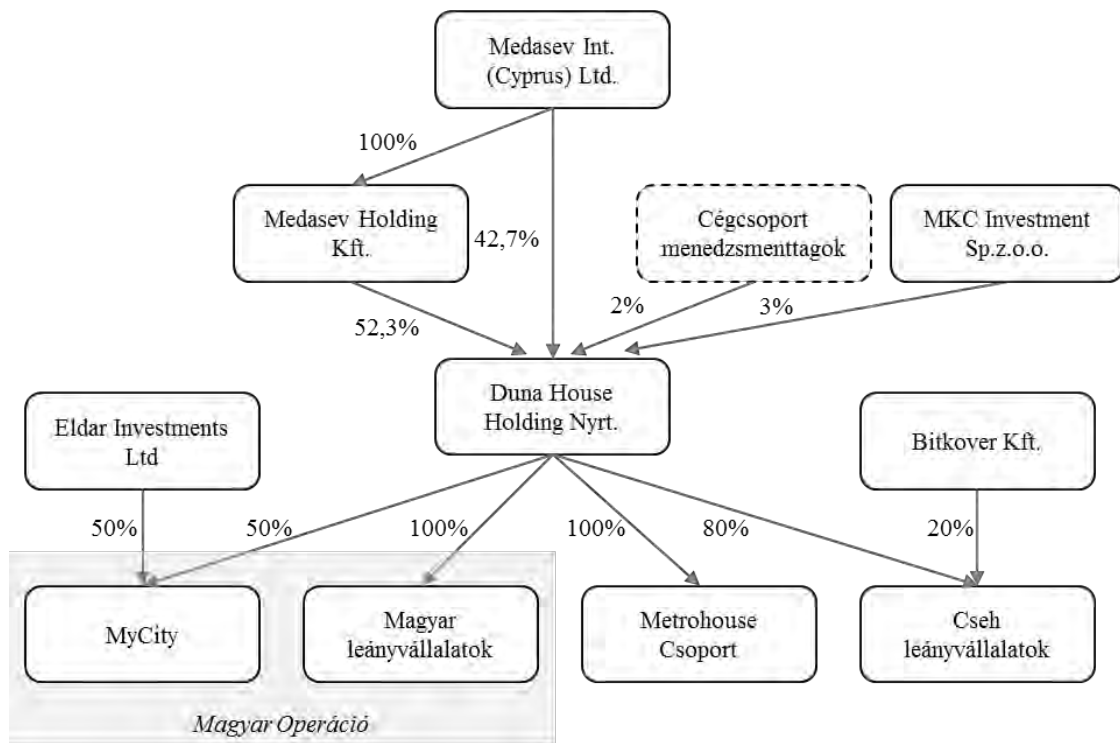 Medasev Int.
(Cyprus) Ltd.
100%
Medasev Holding
Kft.
42,7%
Cégcsoport
menedzsmenttagok
MKC Investment
Sp.z.o.o.
52,3%
2%
3%
Duna House
Holding Nyrt.
Eldar Investments
Ltd
Bitkover Kft.
50%
50%
100%
100%
80%
20%
MyCity
Magyar
leányvállalatok
Metrohouse
Csoport
Cseh
leányvállalatok
Magyar Operáció